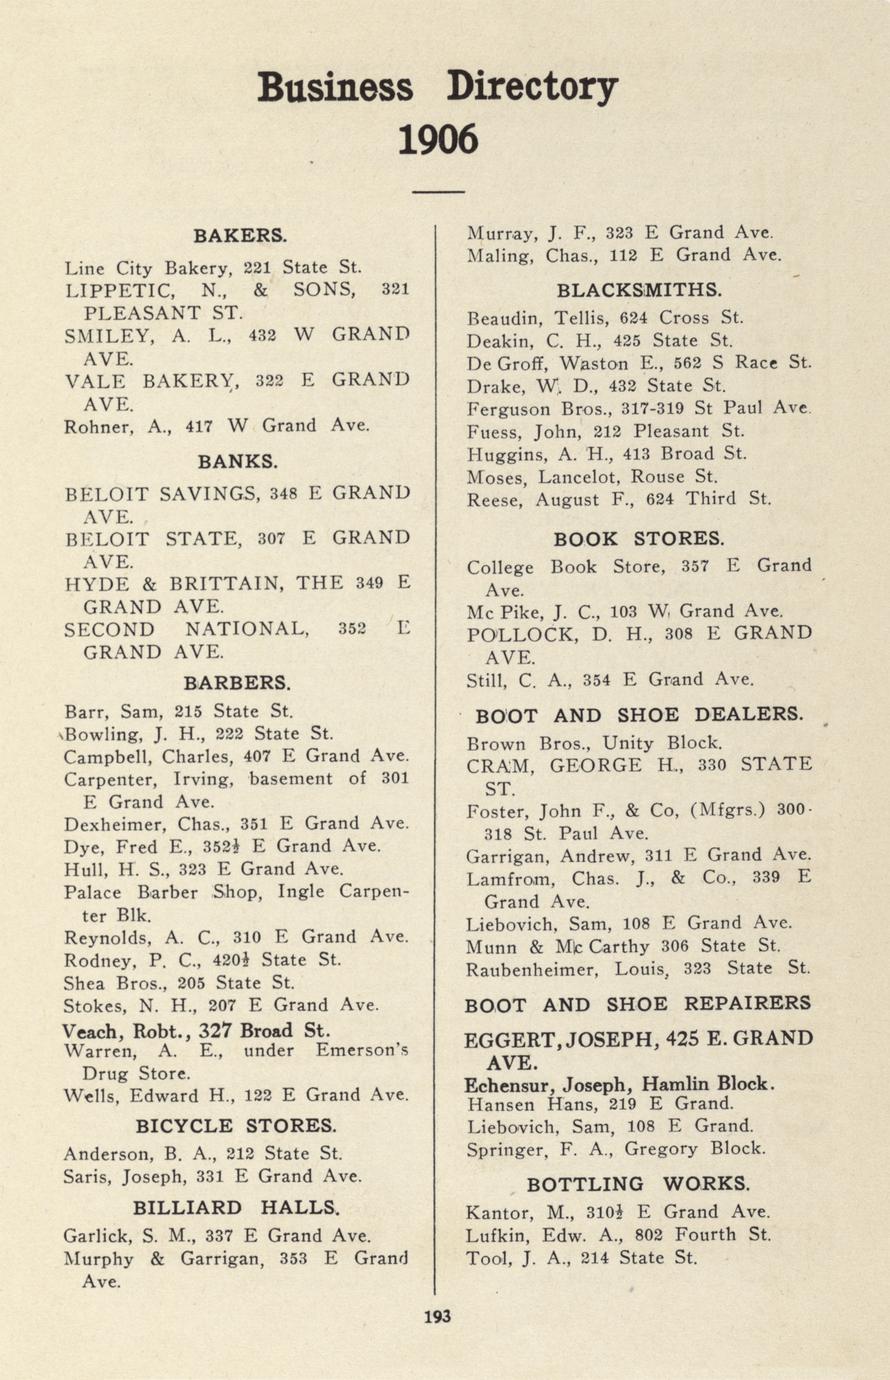 Business Directory
1906
BAKERS.
Line City Bakery, 221 State St.
LIPPETIC, N., & SONS, 321
PLEASANT ST.
SMILEY, A. L., 432 W GRAND
AVE.
VALE BAKERY, 322 E GRAND
AVE.
Rohner, A., 417 W Grand Ave.
BANKS.
BELOIT SAVINGS, 348 E GRAND
AVE.
BELOIT STATE, 307 E GRAND
AVE.
HYDE & BRITTAIN, THE 349 E
GRAND AVE.
SECOND NATIONAL, 352 E
GRAND AVE.
BARBERS.
Barr, Sam, 215 State St.
Bowling, J. H., 222 State St.
Campbell, Charles, 407 E Grand Ave.
Carpenter, Irving, basement of 301
E Grand Ave.
Dexheimer, Chas., 351 E Grand Ave.
Dye, Fred E., 352½ E Grand Ave.
Hull, H. S., 323 E Grand Ave.
Palace Barber Shop, Ingle Carpen-
ter Blk.
Reynolds, A. C., 310 E Grand Ave.
Rodney, P. C., 420½ State St.
Shea Bros., 205 State St.
Stokes, N. H., 207 E Grand Ave.
Veach, Robt., 327 Broad St.
Warren, A. E., under Emerson's
Drug Store.
Wells, Edward H., 122 E Grand Ave.
BICYCLE STORES.
Anderson, B. A., 212 State St.
Saris, Joseph, 331 E Grand Ave.
BILLIARD HALLS.
Garlick, S. M., 337 E Grand Ave.
Murphy & Garrigan, 353 E Grand
Ave.
Murray, J. F., 323 E Grand Ave.
Maling, Chas., 112 E Grand Ave.
BLACKSMITHS.
Beaudin, Tellis, 624 Cross St.
Deakin, C. H., 425 State St.
De Groff, Waston E., 562 S Race St.
Drake, W. D., 432 State St.
Ferguson Bros., 317-319 St Paul Ave.
Fuess, John, 212 Pleasant St.
Huggins, A. H., 413 Broad St.
Moses, Lancelot, Rouse St.
Reese, August F., 624 Third St.
BOOK STORES.
College Book Store, 357 E Grand
Ave.
Mc Pike, J. C., 103 W. Grand Ave.
POLLOCK, D. H., 308 E GRAND
AVE.
Still, C. A., 354 E Grand Ave.
BOOT AND SHOE DEALERS.
Brown Bros., Unity Block.
CRAM, GEORGE H., 330 STATE
ST.
Foster, John F., & Co, (Mfgrs.) 300-
318 St. Paul Ave.
Garrigan, Andrew, 311 E Grand Ave.
Lamfrom, Chas. J., & Co., 339 E
Grand Ave.
Liebovich, Sam, 108 E Grand Ave.
Munn & Mc Carthy 306 State St.
Raubenheimer, Louis, 323 State St.
BOOT AND SHOE REPAIRERS
EGGERT, JOSEPH, 425 E. GRAND
AVE.
Echensur, Joseph, Hamlin Block.
Hansen Hans, 219 E Grand.
Liebovich, Sam, 108 E Grand.
Springer, F. A., Gregory Block.
BOTTLING WORKS.
Kantor, M., 310½ E Grand Ave.
Lufkin, Edw. A., 802 Fourth St.
Tool, J. A., 214 State St.
193